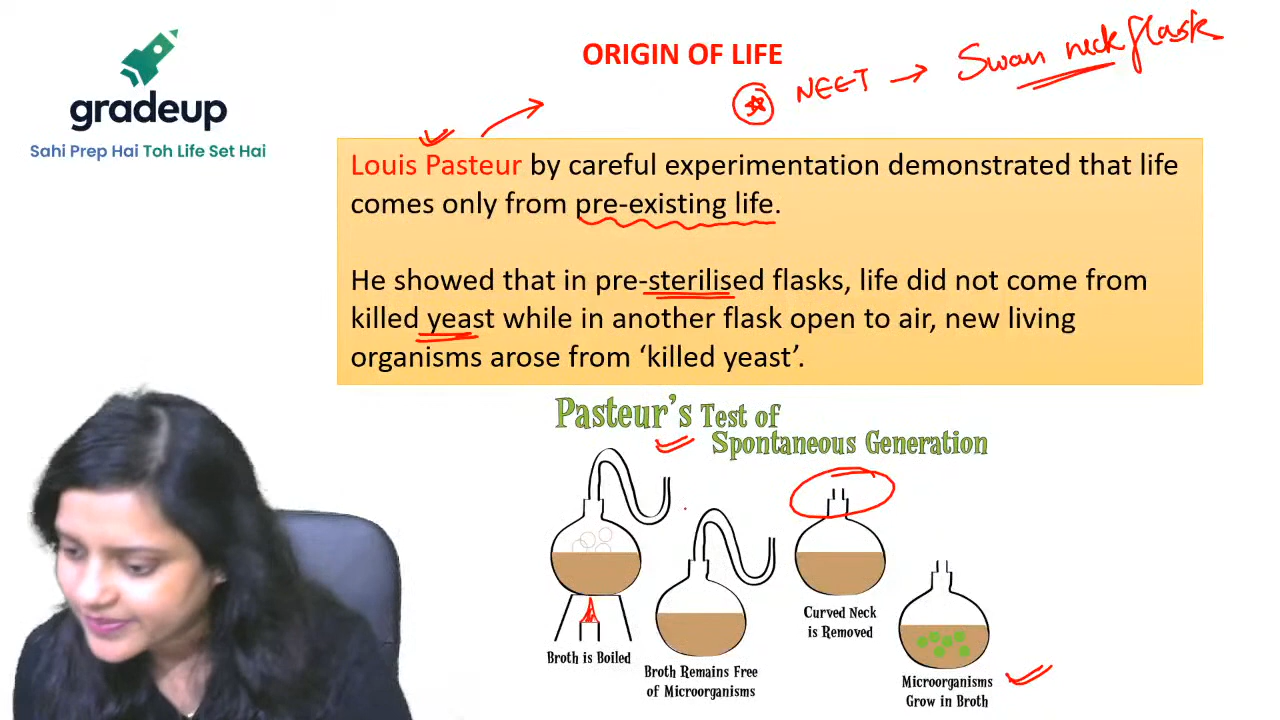 ORIGIN OF LIFE
NEET → Swan neck flask
gradeup
Sahi Prep Hai Toh Life Set Hai
Louis Pasteur by careful experimentation demonstrated that life
comes only from pre-existing life.
He showed that in pre-sterilised flasks, life did not come from
killed yeast while in another flask open to air, new living
organisms arose from ‘killed yeast’.
Pasteur's Test of
Spontaneous Generation
Broth is Boiled
Broth Remains Free
of Microorganisms
Curved Neck
is Removed
Microorganisms
Grow in Broth